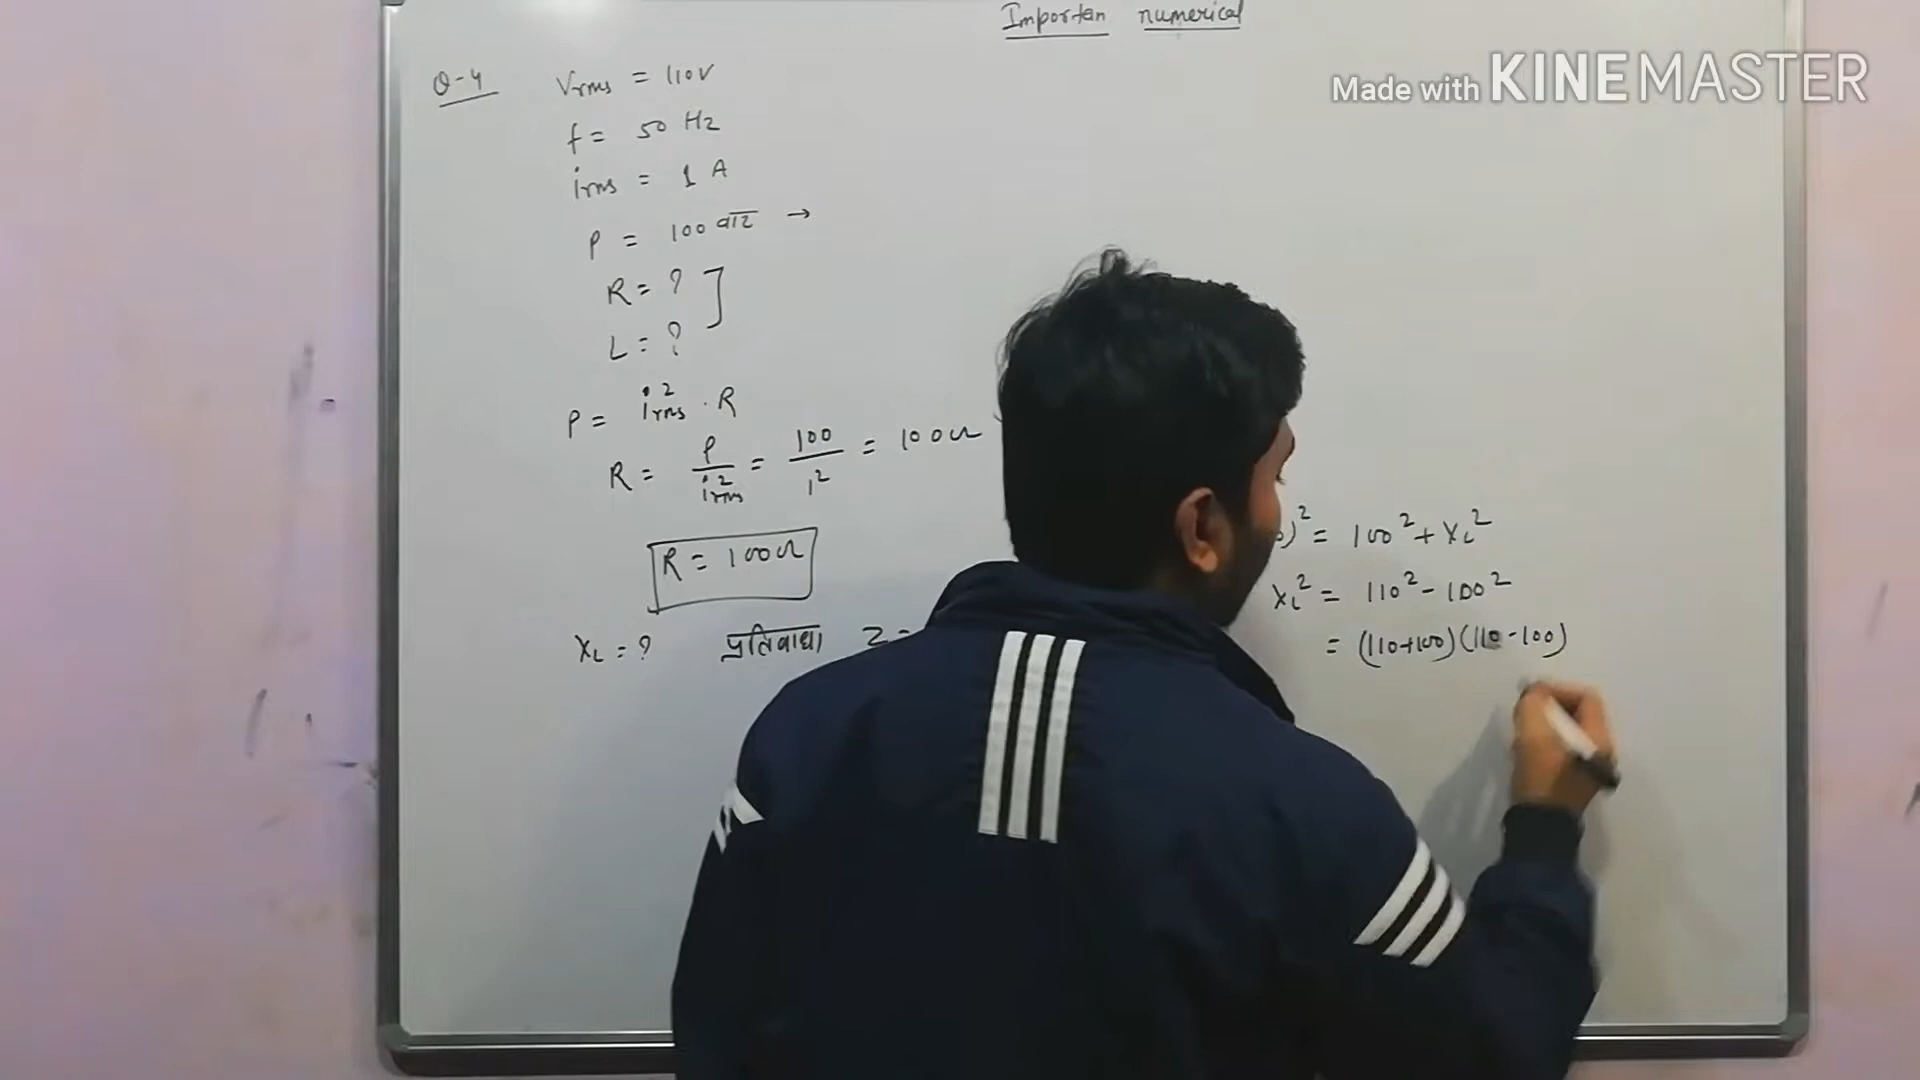 Importan numerical
Made with KINEMASTER
Q-4 Vrms = 110V
f = 50 Hz
irms = 1 A
P = 100 वाट →
R = ? ]
L = ?
P = irms² . R
R = P/irms² = 100/1² = 100Ω
R = 100Ω
XL = ? प्रतिबाधा Z =
)² = 100² + XL²
XL² = 110² - 100²
= (110+100)(110-100)